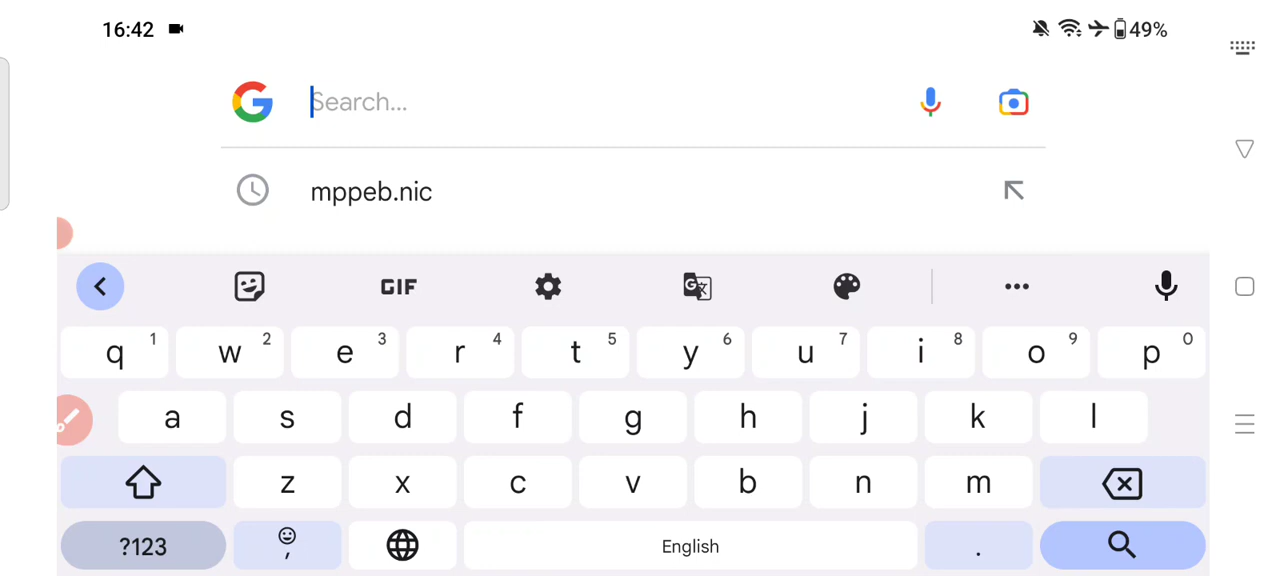 16:42 49%
Search...
mppeb.nic
GIF
q 1 w 2 e 3 r 4 t 5 y 6 u 7 i 8 o 9 p 0
a s d f g h j k l
z x c v b n m
?123 , English .